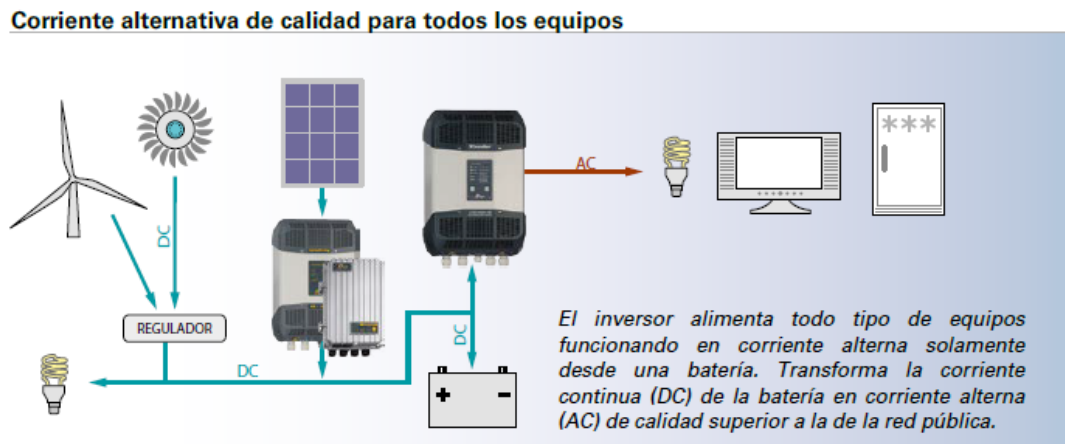 Corriente alternativa de calidad para todos los equipos
AC
DC
REGULADOR
DC
DC
+ -
El inversor alimenta todo tipo de equipos
funcionando en corriente alterna solamente
desde una batería. Transforma la corriente
continua (DC) de la batería en corriente alterna
(AC) de calidad superior a la de la red pública.